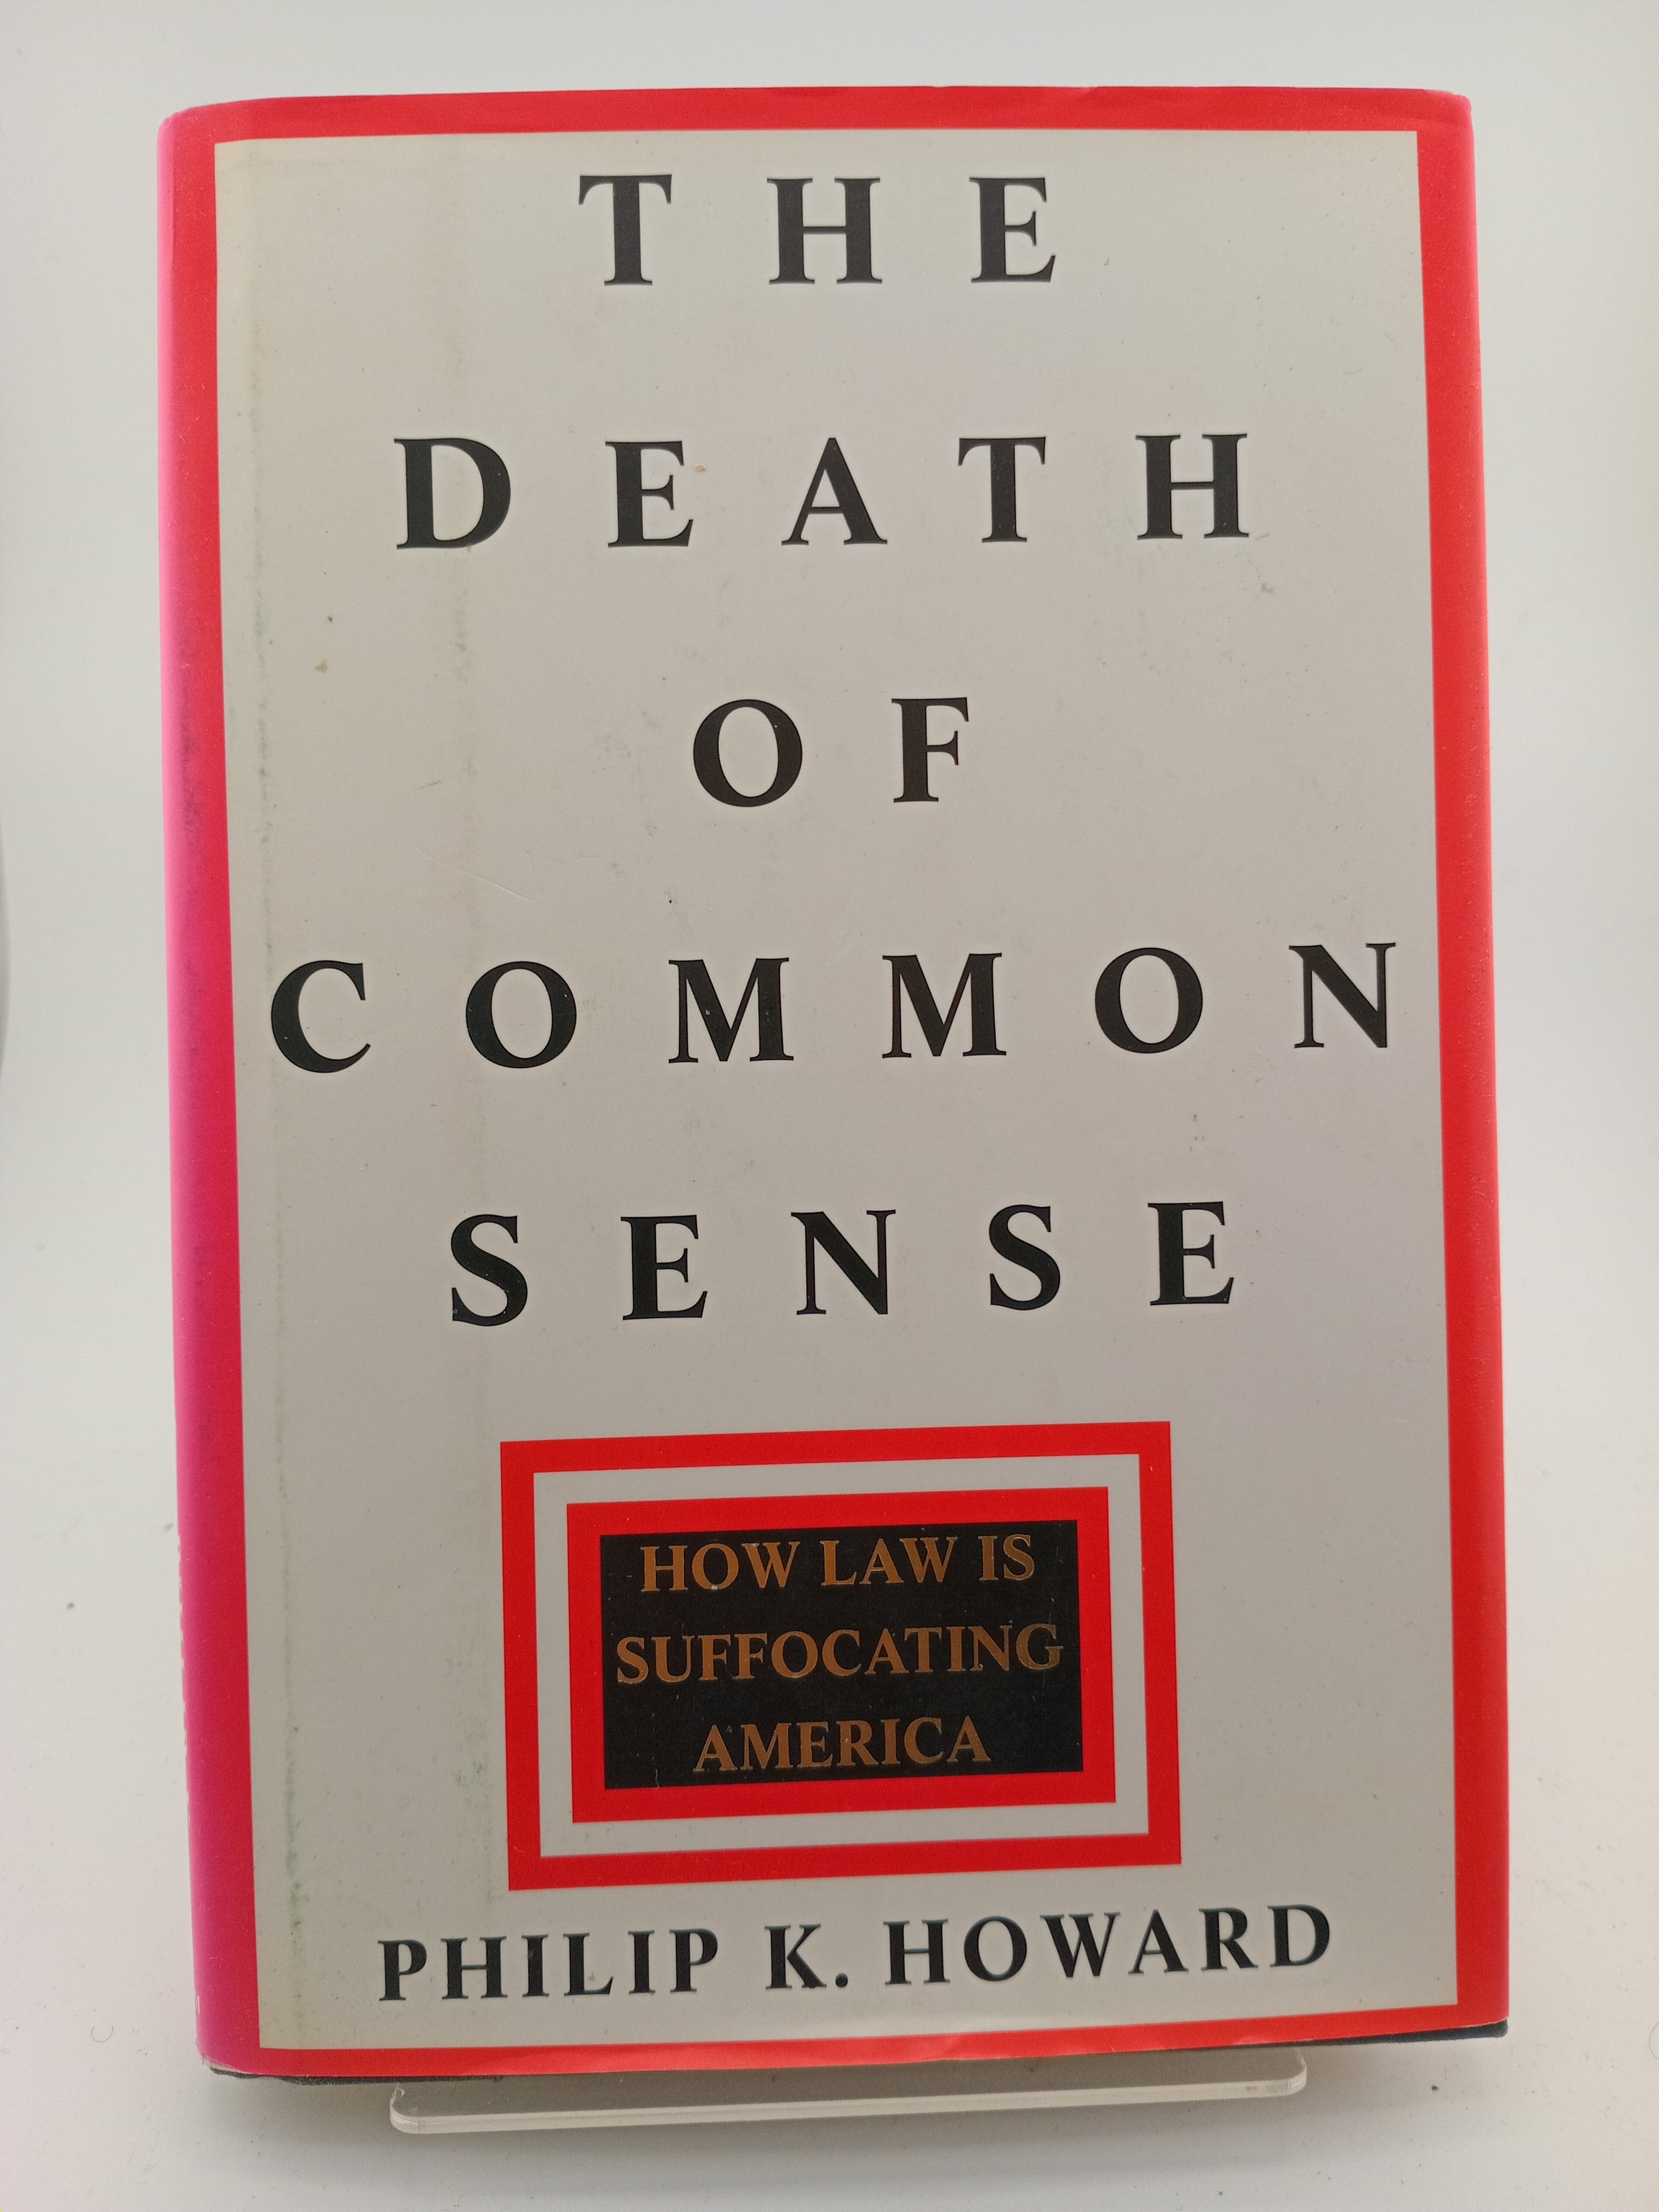 THE
DEATH
OF
COMMON
SENSE
HOW LAW IS
SUFFOCATING
AMERICA
PHILIP K. HOWARD